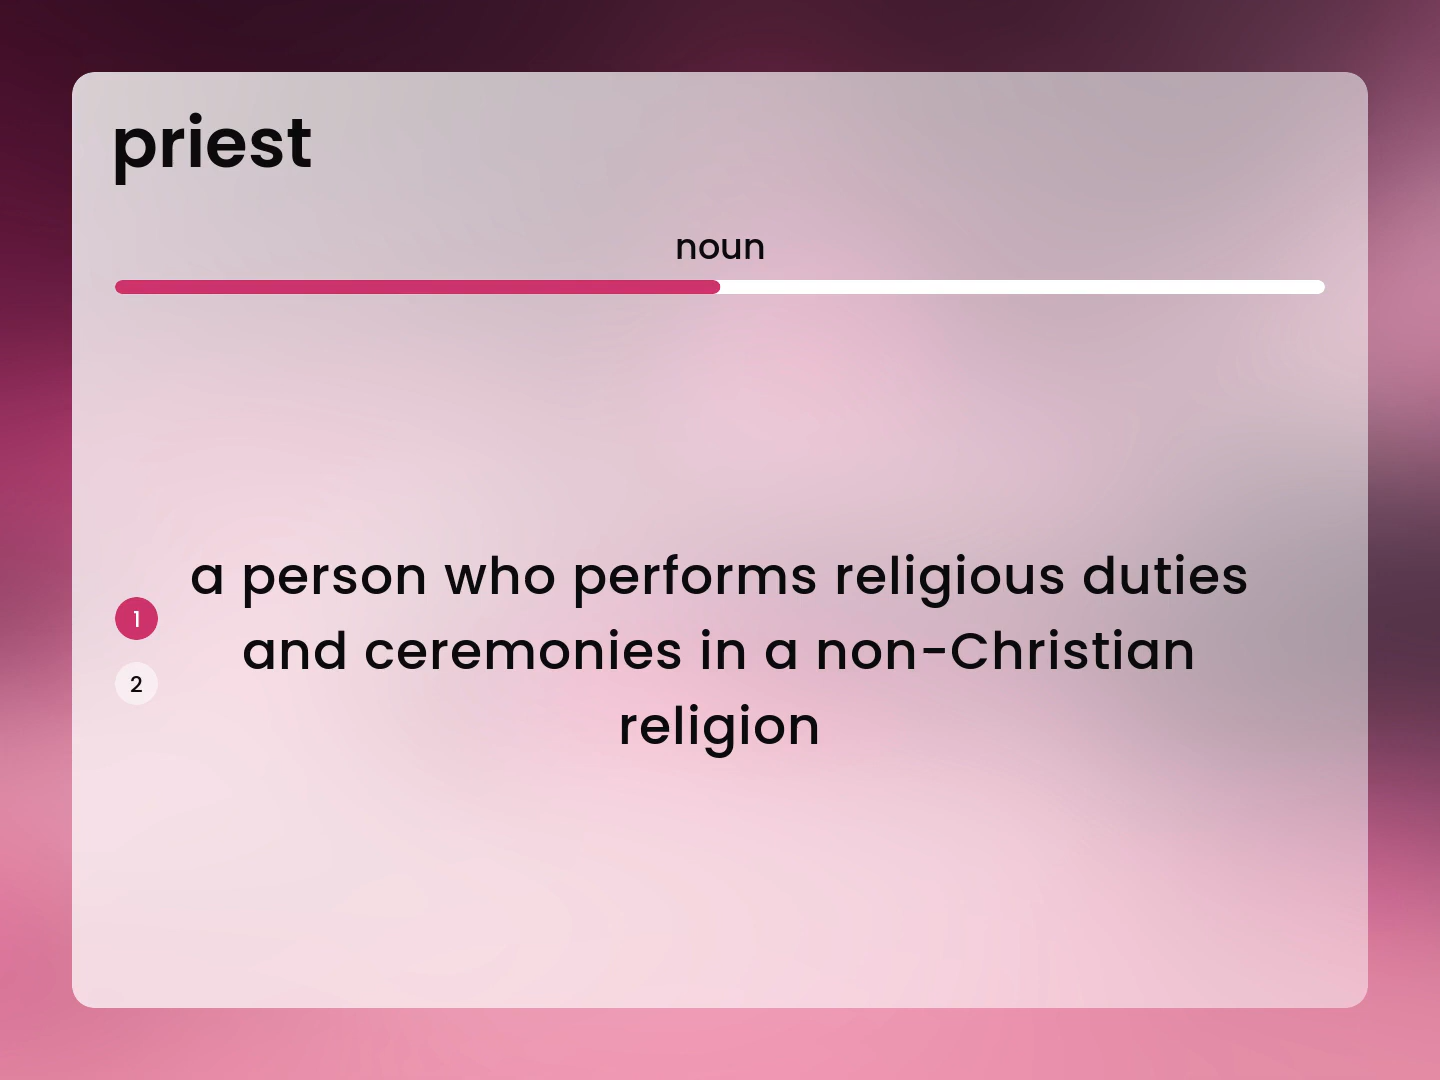 priest
noun
a person who performs religious duties
and ceremonies in a non-Christian
religion
1
2